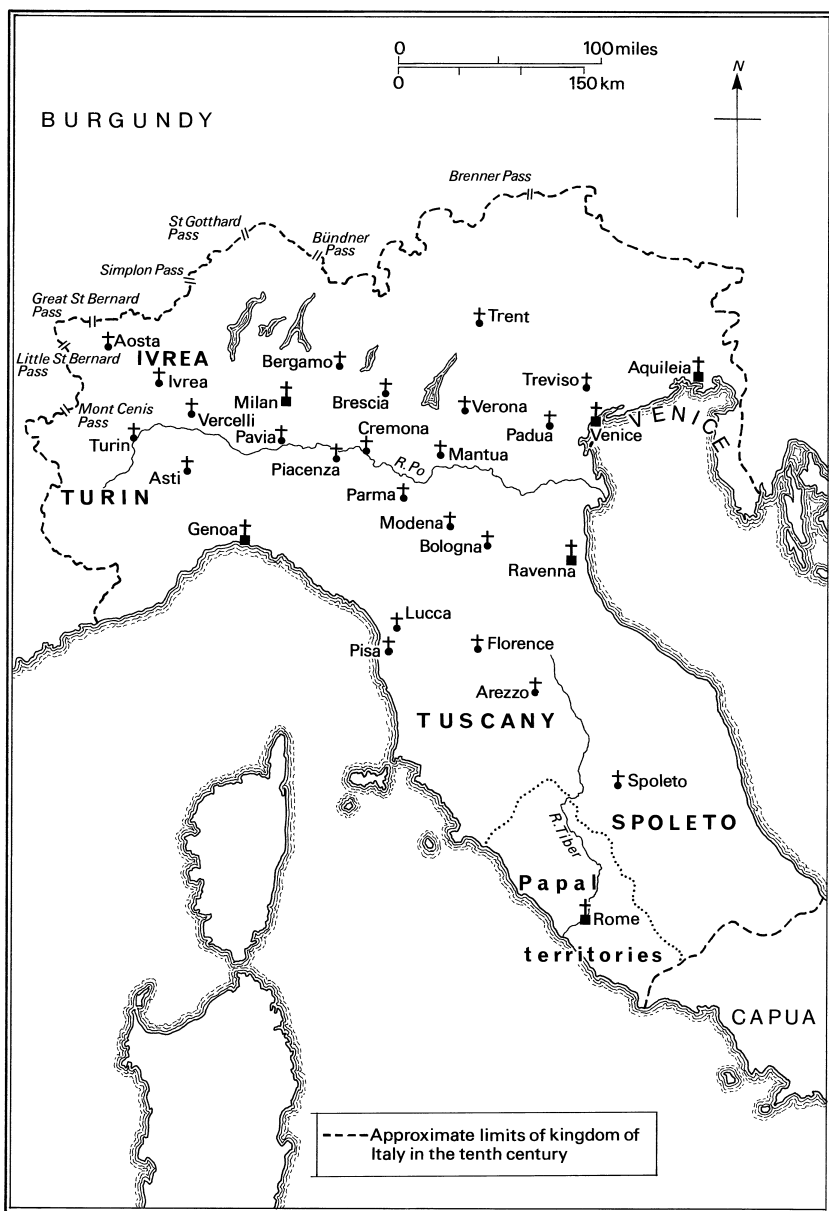 0 100 miles
0 150 km
N
BURGUNDY
Brenner Pass
St Gotthard
Pass
Bündner
Pass
Simplon Pass
Great St Bernard
Pass
Trent
Aosta
IVREA
Bergamo
Little St Bernard
Pass
Ivrea
Treviso
Aquileia
Milan
Brescia
Verona
Mont Cenis
Pass
Vercelli
Cremona
Padua
Venice
VENICE
Turin
Pavia
Piacenza
R. Po
Mantua
Asti
TURIN
Parma
Genoa
Modena
Bologna
Ravenna
Lucca
Pisa
Florence
Arezzo
TUSCANY
Spoleto
R. Tiber
SPOLETO
Papal
Rome
territories
CAPUA
Approximate limits of kingdom of
Italy in the tenth century